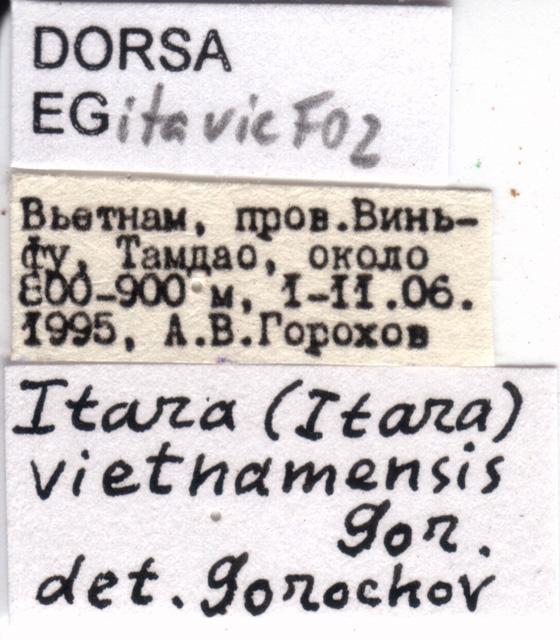 DORSA
EGitavicF02
Вьетнам, пров.Винь-
фу, Тамдао, около
800-900 м, 1-11.06.
1995, А.В.Горохов
Itara (Itara)
vietnamensis
Gor.
det. Gorochov